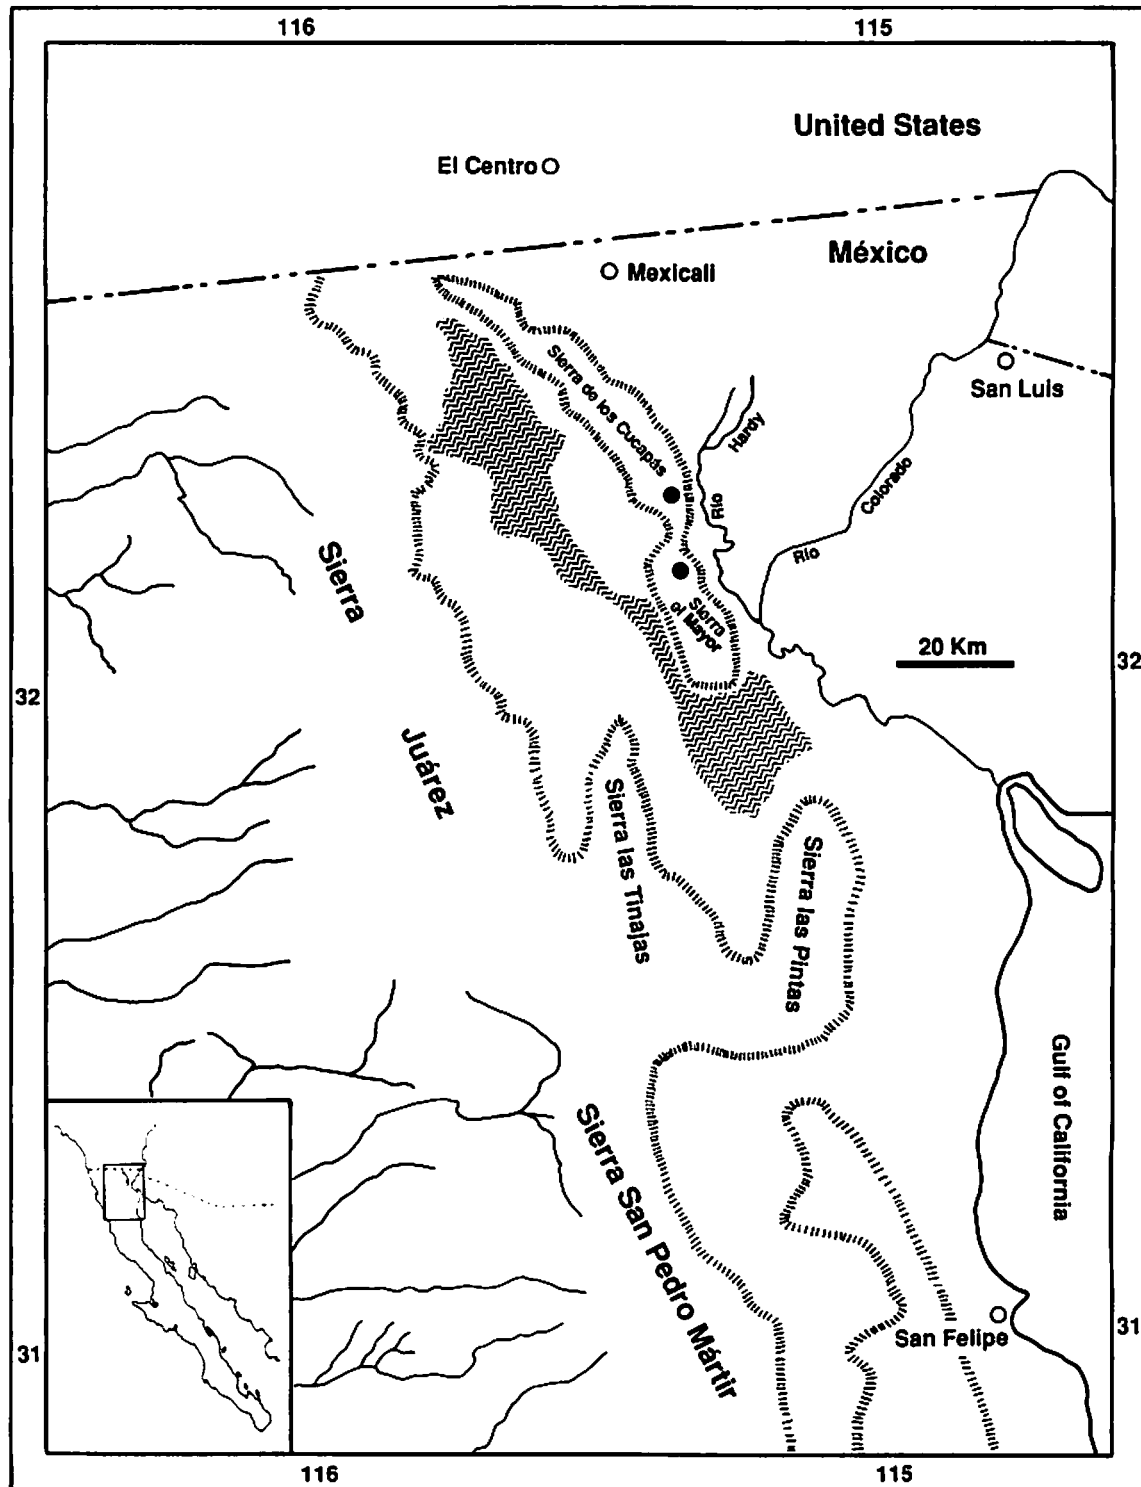 116
115
United States
El Centro
México
Mexicali
Sierra de los Cucapás
San Luis
Hardy
Río
Colorado
Río
Sierra
Sierra
el Mayor
20 Km
32
32
Juárez
Sierra las Tinajas
Sierra las Pintas
Gulf of California
Sierra San Pedro Mártir
San Felipe
31
31
116
115